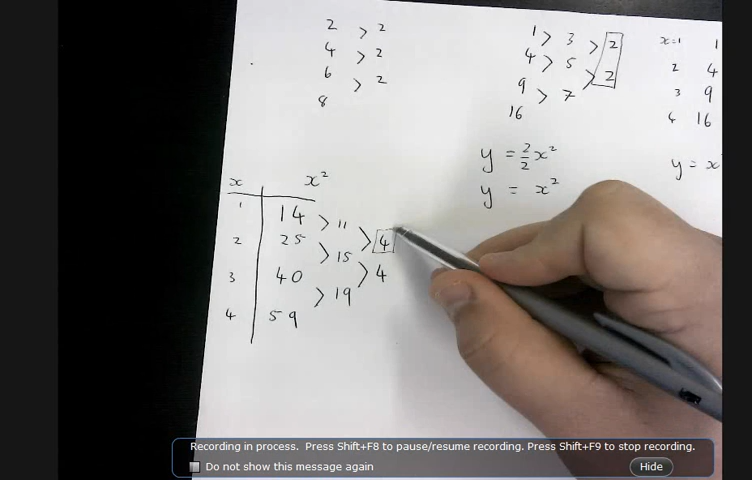 2 > 2
4 > 2
6 > 2
8
1 > 3 > 2
4 > 5 > 2
9 > 7
16
x=1 1
2 4
3 9
4 16
y = 2/2 x²
y = x²
y = x
x x²
1 14 > 11 > 4
2 25 > 15 > 4
3 40 > 19
4 59
Recording in process. Press Shift+F8 to pause/resume recording. Press Shift+F9 to stop recording.
Do not show this message again
Hide